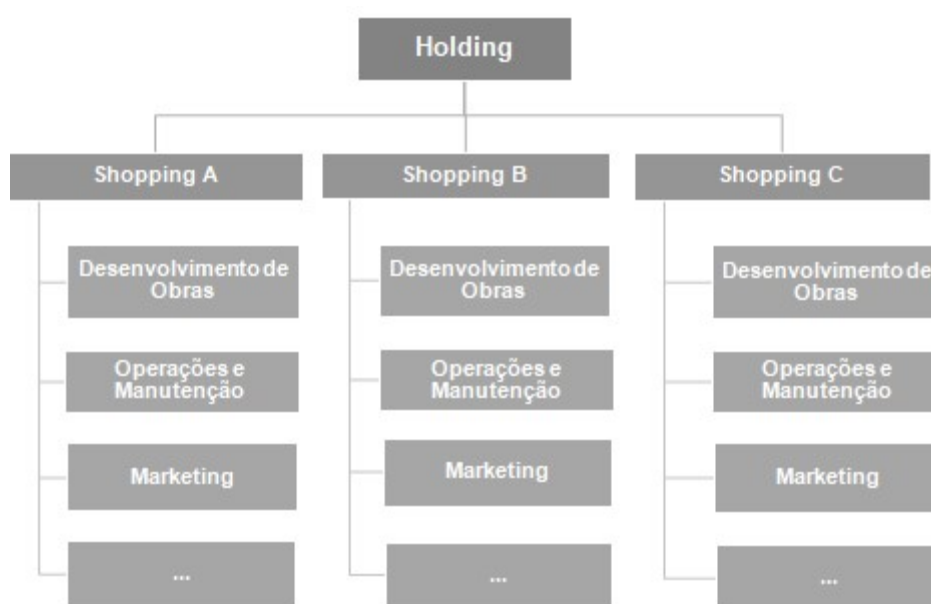 Holding
Shopping A
Shopping B
Shopping C
Desenvolvimento de
Obras
Desenvolvimento de
Obras
Desenvolvimento de
Obras
Operações e
Manutenção
Operações e
Manutenção
Operações e
Manutenção
Marketing
Marketing
Marketing
...
...
...